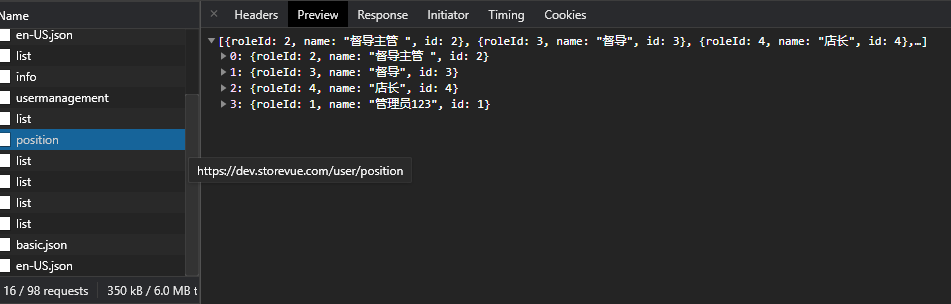 Name
en-US.json
list
info
usermanagement
list
position
list
list
list
list
basic.json
en-US.json
16 / 98 requests
350 kB / 6.0 MB t
Headers
Preview
Response
Initiator
Timing
Cookies
[{roleId: 2, name: "督导主管 ", id: 2}, {roleId: 3, name: "督导", id: 3}, {roleId: 4, name: "店长", id: 4},…]
0: {roleId: 2, name: "督导主管 ", id: 2}
1: {roleId: 3, name: "督导", id: 3}
2: {roleId: 4, name: "店长", id: 4}
3: {roleId: 1, name: "管理员123", id: 1}
https://dev.storevue.com/user/position